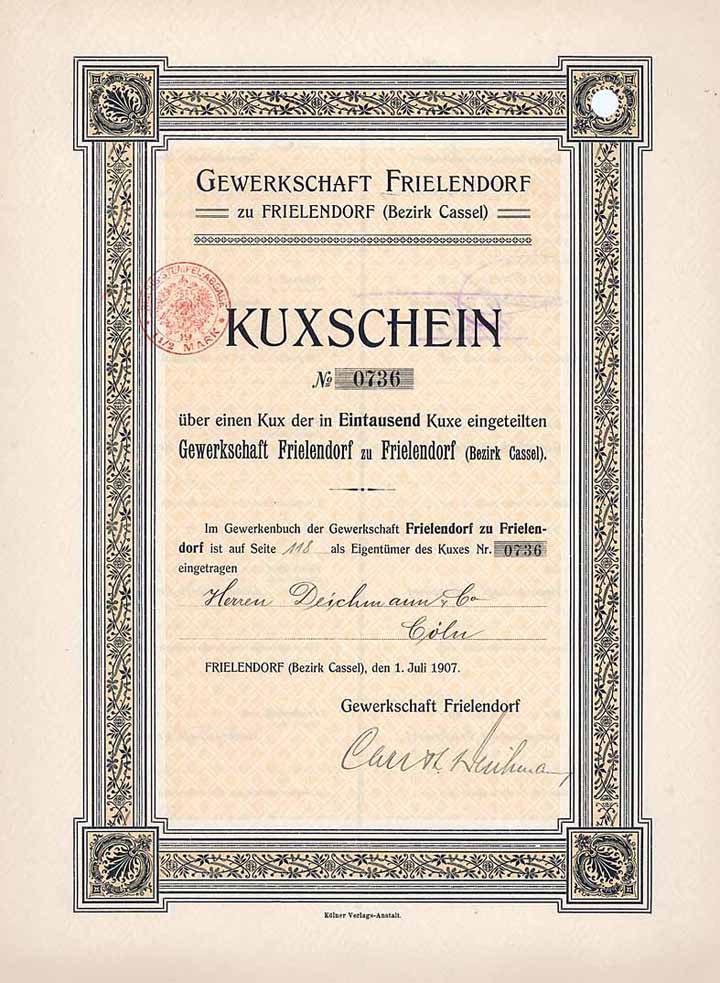 GEWERKSCHAFT FRIELENDORF
zu FRIELENDORF (Bezirk Cassel)
KUXSCHEIN
№ 0736
über einen Kux der in Eintausend Kuxe eingeteilten
Gewerkschaft Frielendorf zu Frielendorf (Bezirk Cassel).
Im Gewerkenbuch der Gewerkschaft Frielendorf zu Frielen-
dorf ist auf Seite 118 als Eigentümer des Kuxes Nr. 0736
eingetragen
Herren Deichmann & Co
Cöln
FRIELENDORF (Bezirk Cassel), den 1. Juli 1907.
Gewerkschaft Frielendorf
Carl Th. Deichmann
Kölner Verlags-Anstalt.
1 1/2 MARK